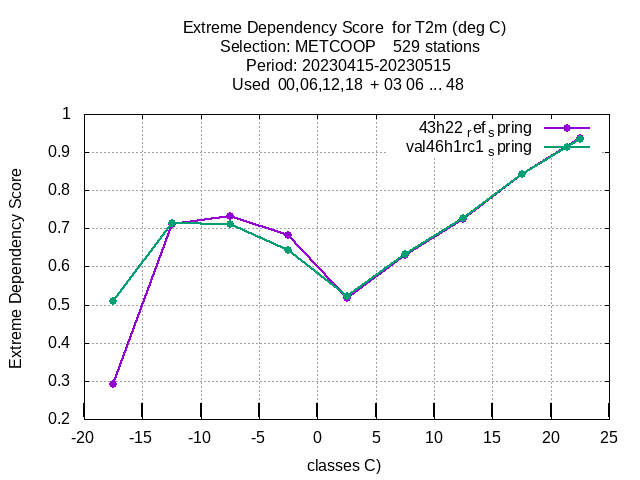 Extreme Dependency Score for T2m (deg C)
Selection: METCOOP 529 stations
Period: 20230415-20230515
Used 00,06,12,18 + 03 06 ... 48
43h22 ref spring
val46h1rc1 spring
Extreme Dependency Score
1
0.9
0.8
0.7
0.6
0.5
0.4
0.3
0.2
-20 -15 -10 -5 0 5 10 15 20 25
classes C)